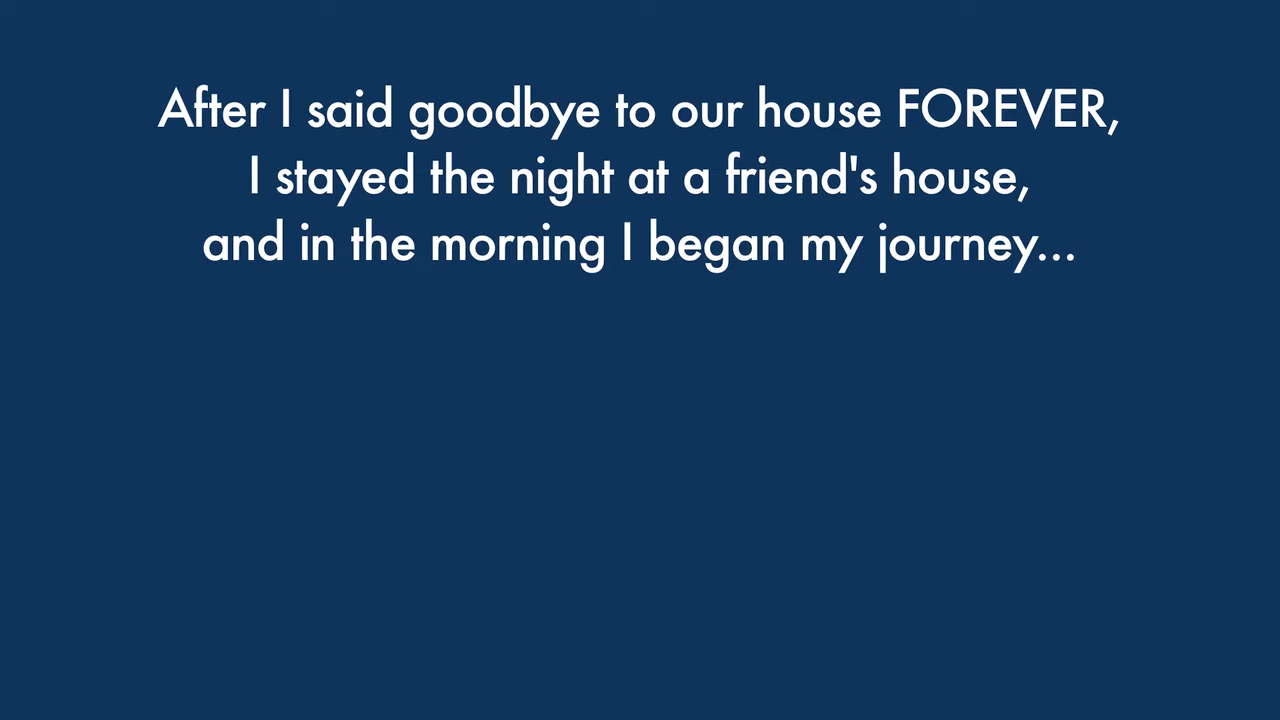 After I said goodbye to our house FOREVER,
I stayed the night at a friend's house,
and in the morning I began my journey...